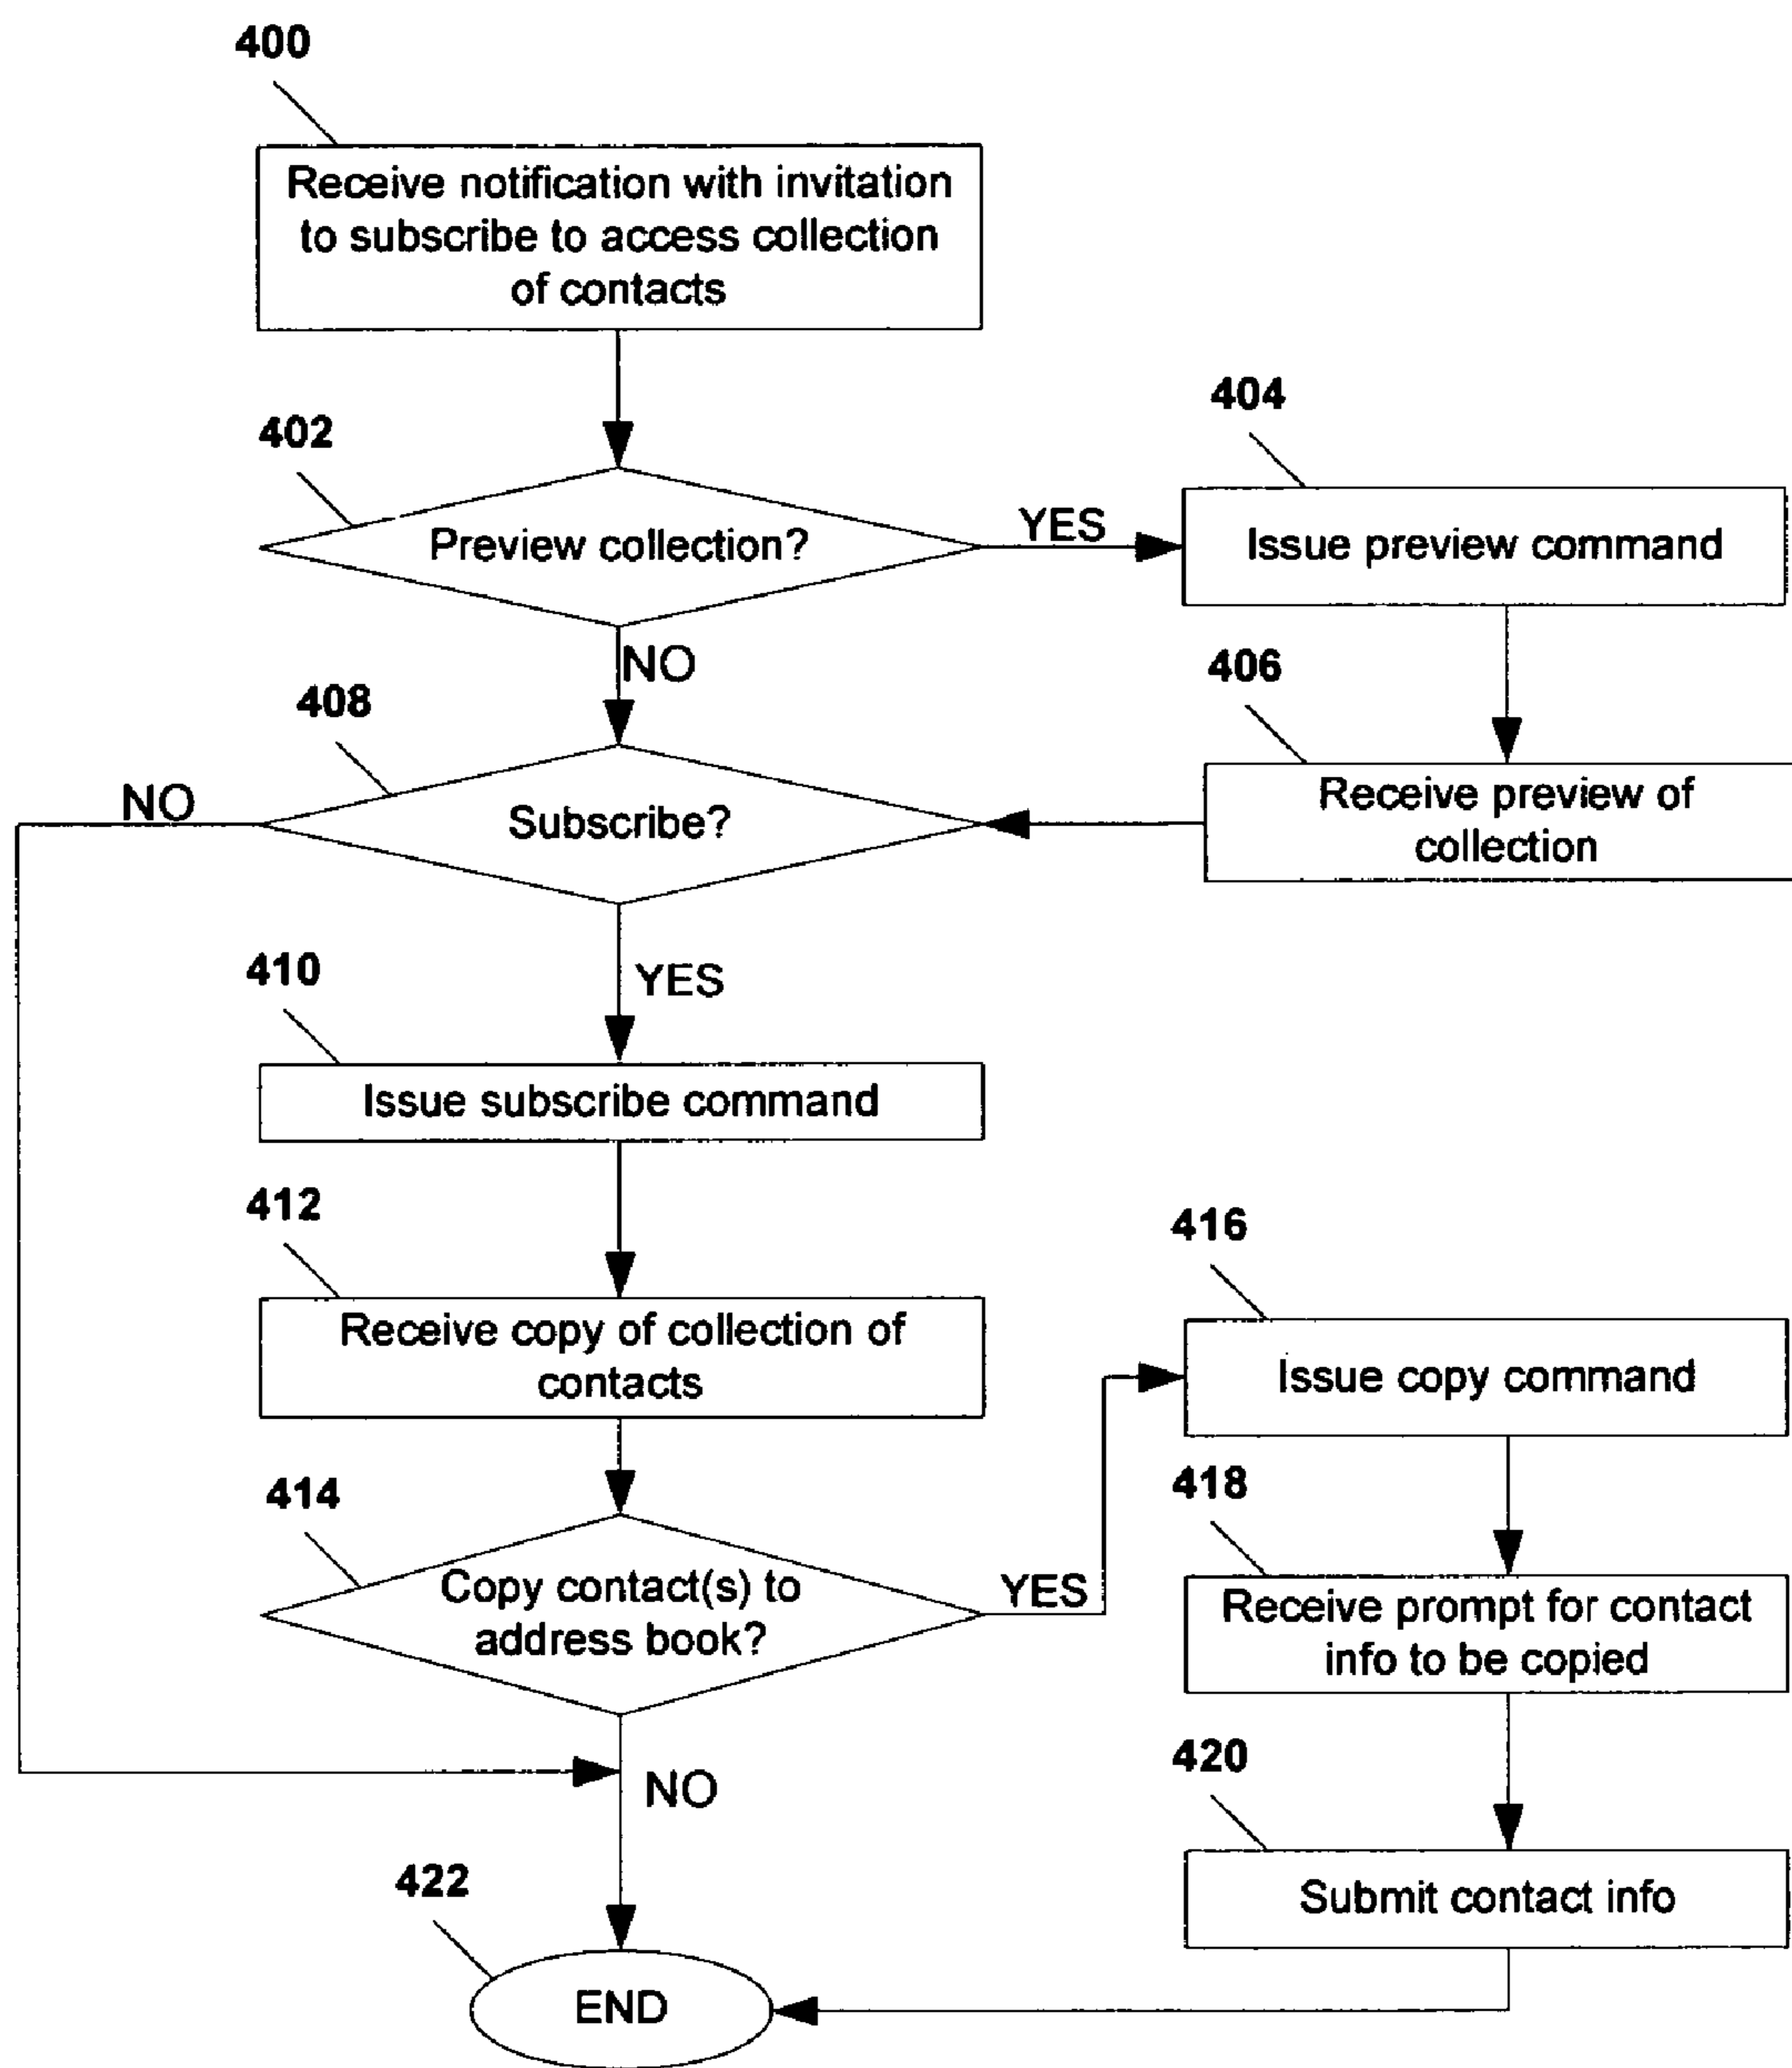 400
Receive notification with invitation
to subscribe to access collection
of contacts
402
Preview collection?
YES
404
Issue preview command
NO
406
Receive preview of
collection
408
Subscribe?
NO
YES
410
Issue subscribe command
412
Receive copy of collection of
contacts
414
Copy contact(s) to
address book?
YES
416
Issue copy command
418
Receive prompt for contact
info to be copied
420
Submit contact info
NO
422
END